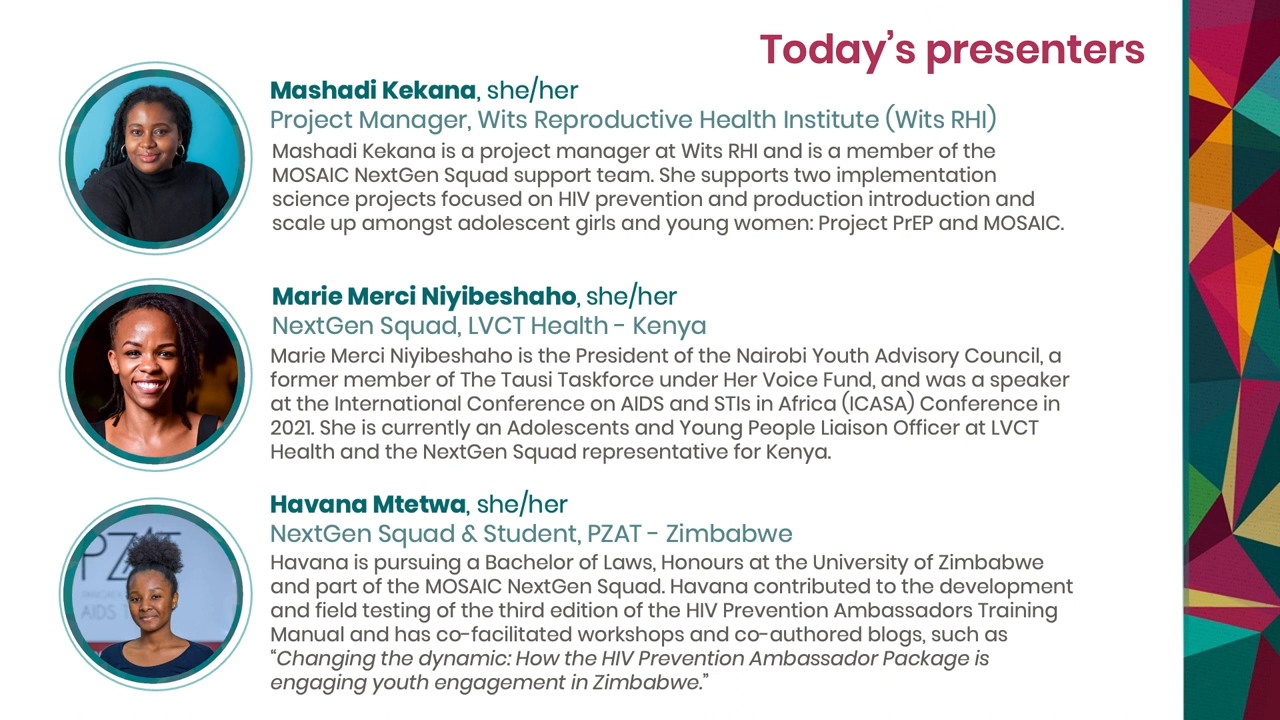 Today's presenters
Mashadi Kekana, she/her
Project Manager, Wits Reproductive Health Institute (Wits RHI)
Mashadi Kekana is a project manager at Wits RHI and is a member of the
MOSAIC NextGen Squad support team. She supports two implementation
science projects focused on HIV prevention and production introduction and
scale up amongst adolescent girls and young women: Project PrEP and MOSAIC.
Marie Merci Niyibeshaho, she/her
NextGen Squad, LVCT Health - Kenya
Marie Merci Niyibeshaho is the President of the Nairobi Youth Advisory Council, a
former member of The Tausi Taskforce under Her Voice Fund, and was a speaker
at the International Conference on AIDS and STIs in Africa (ICASA) Conference in
2021. She is currently an Adolescents and Young People Liaison Officer at LVCT
Health and the NextGen Squad representative for Kenya.
PZAT
AIDS
Havana Mtetwa, she/her
NextGen Squad & Student, PZAT - Zimbabwe
Havana is pursuing a Bachelor of Laws, Honours at the University of Zimbabwe
and part of the MOSAIC NextGen Squad. Havana contributed to the development
and field testing of the third edition of the HIV Prevention Ambassadors Training
Manual and has co-facilitated workshops and co-authored blogs, such as
“Changing the dynamic: How the HIV Prevention Ambassador Package is
engaging youth engagement in Zimbabwe.”